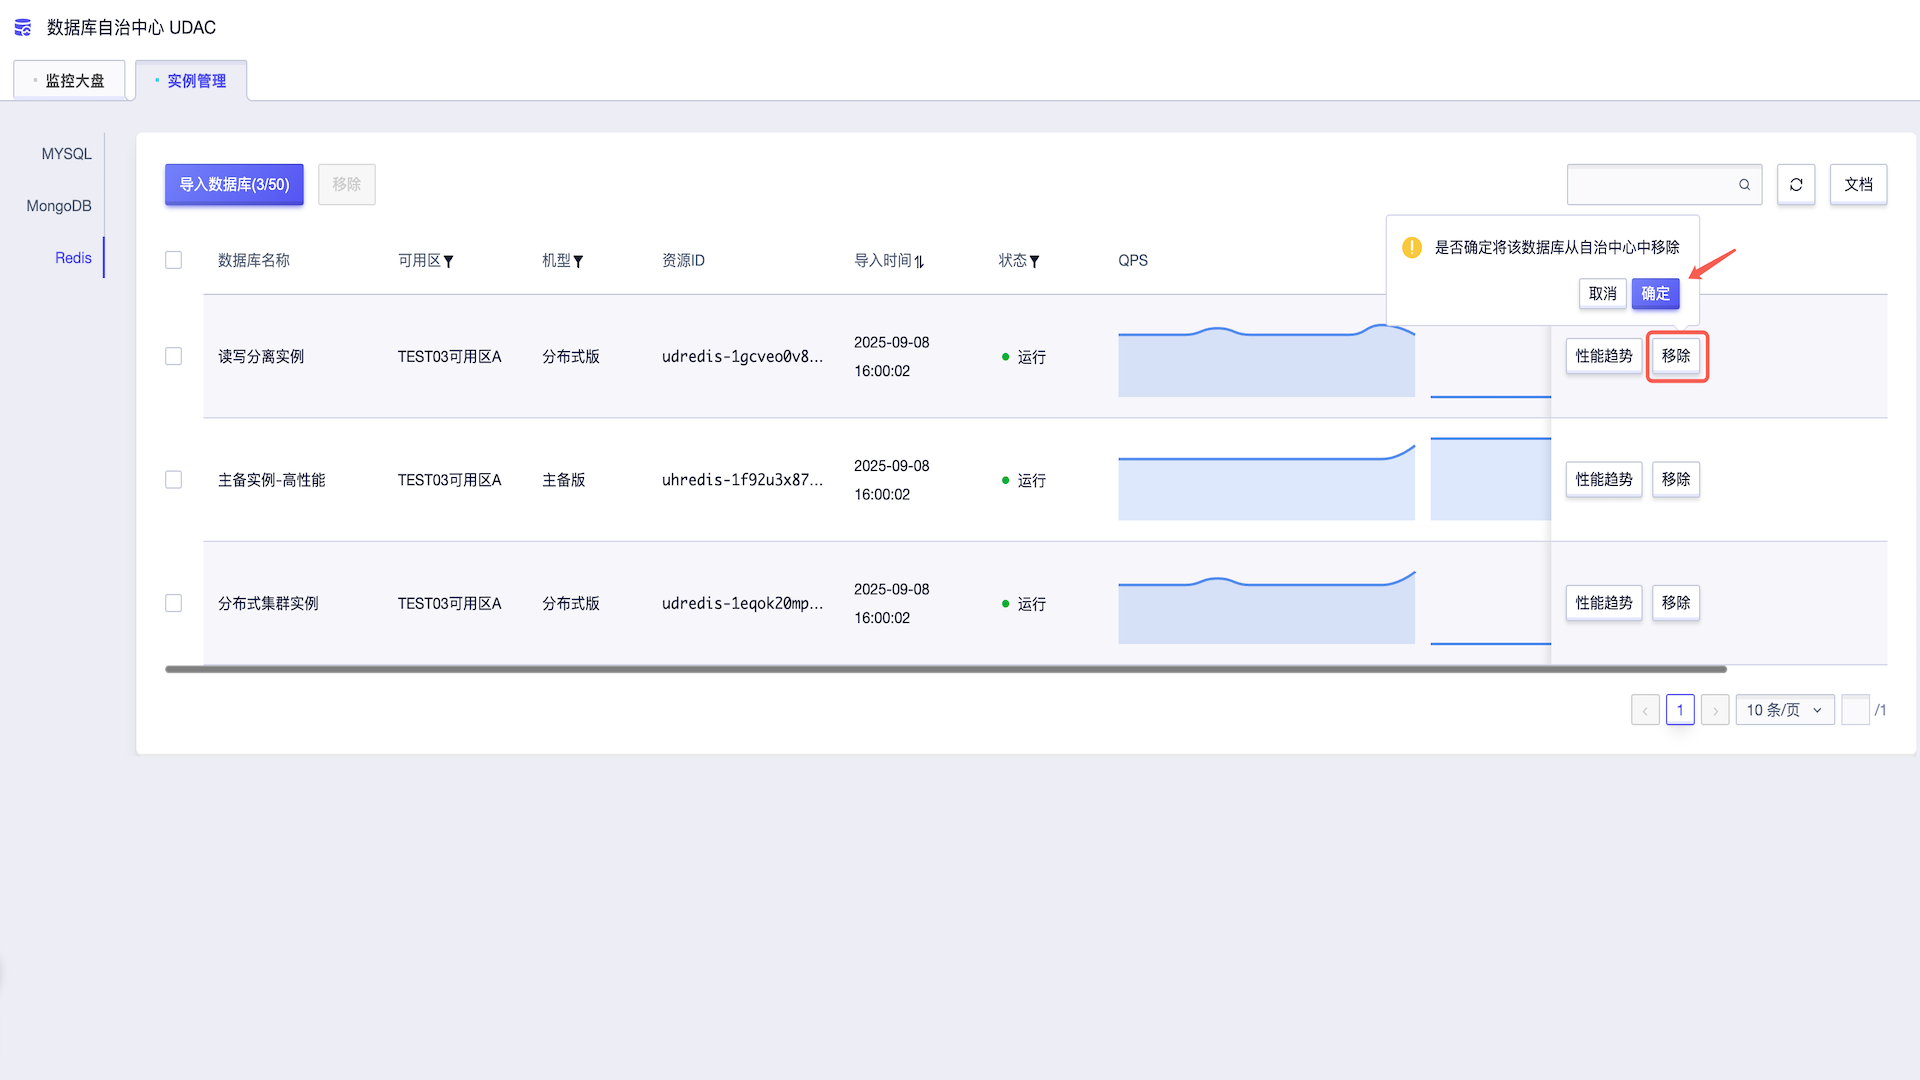 数据库自治中心 UDAC
监控大盘
实例管理
MYSQL
MongoDB
Redis
导入数据库(3/50)
移除
文档
是否确定将该数据库从自治中心中移除
取消
确定
数据库名称
可用区
机型
资源ID
导入时间
状态
QPS
读写分离实例
TEST03可用区A
分布式版
udredis-1gcveo0v8...
2025-09-08
16:00:02
运行
性能趋势
移除
主备实例-高性能
TEST03可用区A
主备版
uhredis-1f92u3x87...
2025-09-08
16:00:02
运行
性能趋势
移除
分布式集群实例
TEST03可用区A
分布式版
udredis-1eqok20mp...
2025-09-08
16:00:02
运行
性能趋势
移除
1
10 条/页
/1